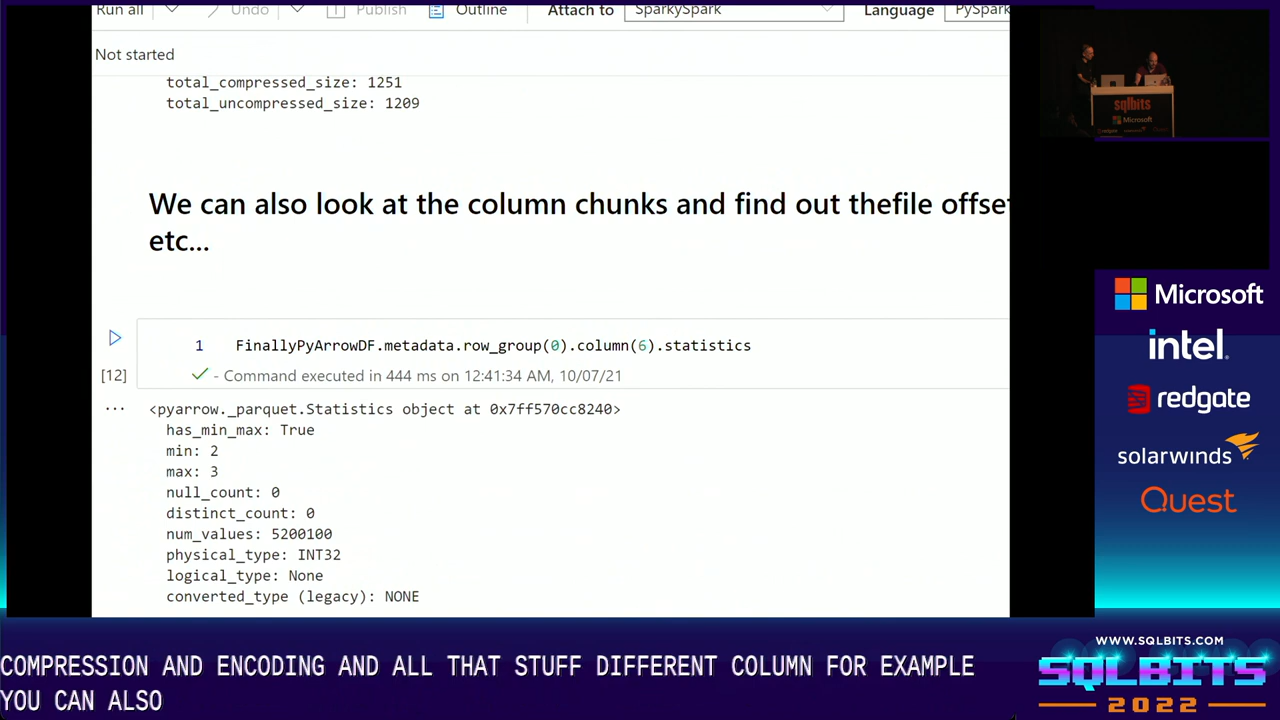 Run all
Undo
Publish
Outline
Attach to
SparkySpark
Language
PySpark
Not started
total_compressed_size: 1251
total_uncompressed_size: 1209
We can also look at the column chunks and find out thefile offset
etc...
1 FinallyPyArrowDF.metadata.row_group(0).column(6).statistics
[12]
- Command executed in 444 ms on 12:41:34 AM, 10/07/21
<pyarrow._parquet.Statistics object at 0x7ff570cc8240>
has_min_max: True
min: 2
max: 3
null_count: 0
distinct_count: 0
num_values: 5200100
physical_type: INT32
logical_type: None
converted_type (legacy): NONE
sqlbits
Microsoft
Microsoft
intel.
redgate
solarwinds
Quest
WWW.SQLBITS.COM
SQLBITS
2022
COMPRESSION AND ENCODING AND ALL THAT STUFF DIFFERENT COLUMN FOR EXAMPLE
YOU CAN ALSO